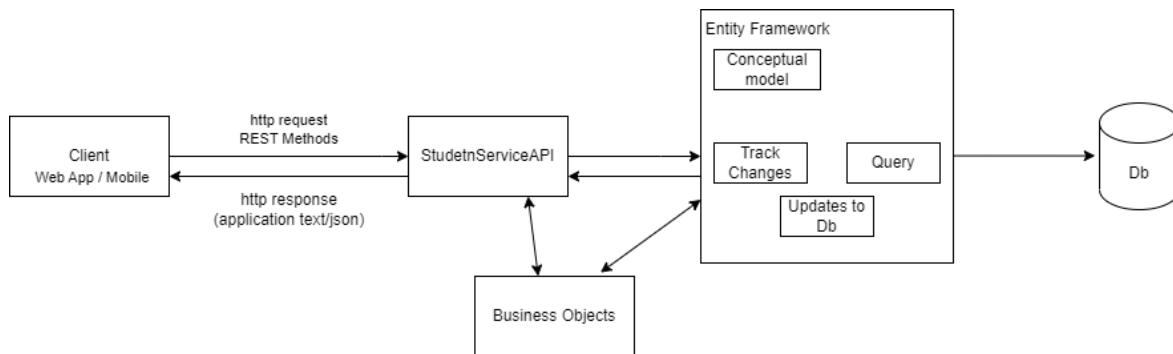 Entity Framework
Conceptual
model
http request
REST Methods
Client
Web App / Mobile
StudetnServiceAPI
Track
Changes
Query
Db
http response
(application text/json)
Updates to
Db
Business Objects